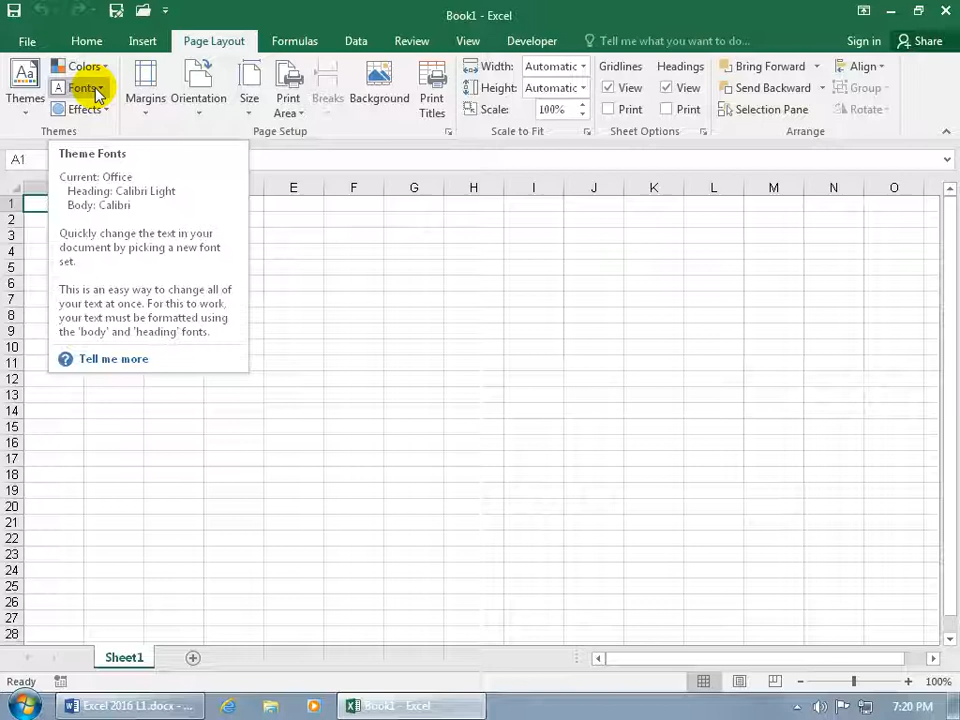 Book1 - Excel
File Home Insert Page Layout Formulas Data Review View Developer Tell me what you want to do... Sign in Share
Themes
Colors
Fonts
Effects
Margins
Orientation
Size
Print Area
Breaks
Background
Print Titles
Width: Automatic
Height: Automatic
Scale: 100%
Gridlines
View
Print
Headings
View
Print
Bring Forward
Send Backward
Selection Pane
Align
Group
Rotate
Themes Page Setup Scale to Fit Sheet Options Arrange
A1
Theme Fonts
Current: Office
Heading: Calibri Light
Body: Calibri
Quickly change the text in your
document by picking a new font
set.
This is an easy way to change all of
your text at once. For this to work,
your text must be formatted using
the 'body' and 'heading' fonts.
? Tell me more
E F G H I J K L M N O
1
2
3
4
5
6
7
8
9
10
11
12
13
14
15
16
17
18
19
20
21
22
23
24
25
26
27
28
Sheet1
Ready 100%
Excel 2016 L1.docx - ... Book1 - Excel 7:20 PM